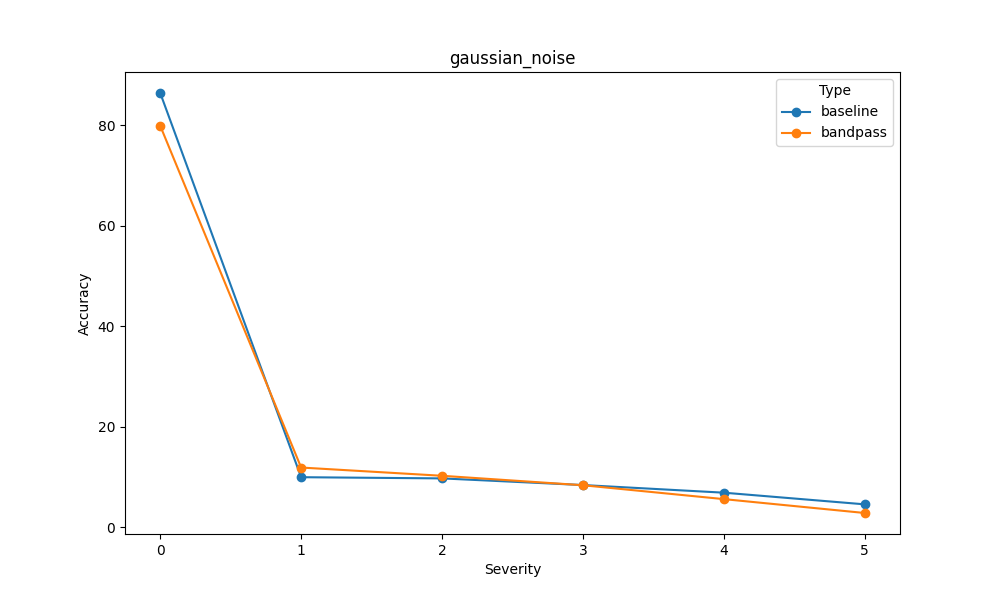 gaussian_noise
Type
baseline
bandpass
80
60
40
20
0
Accuracy
0 1 2 3 4 5
Severity